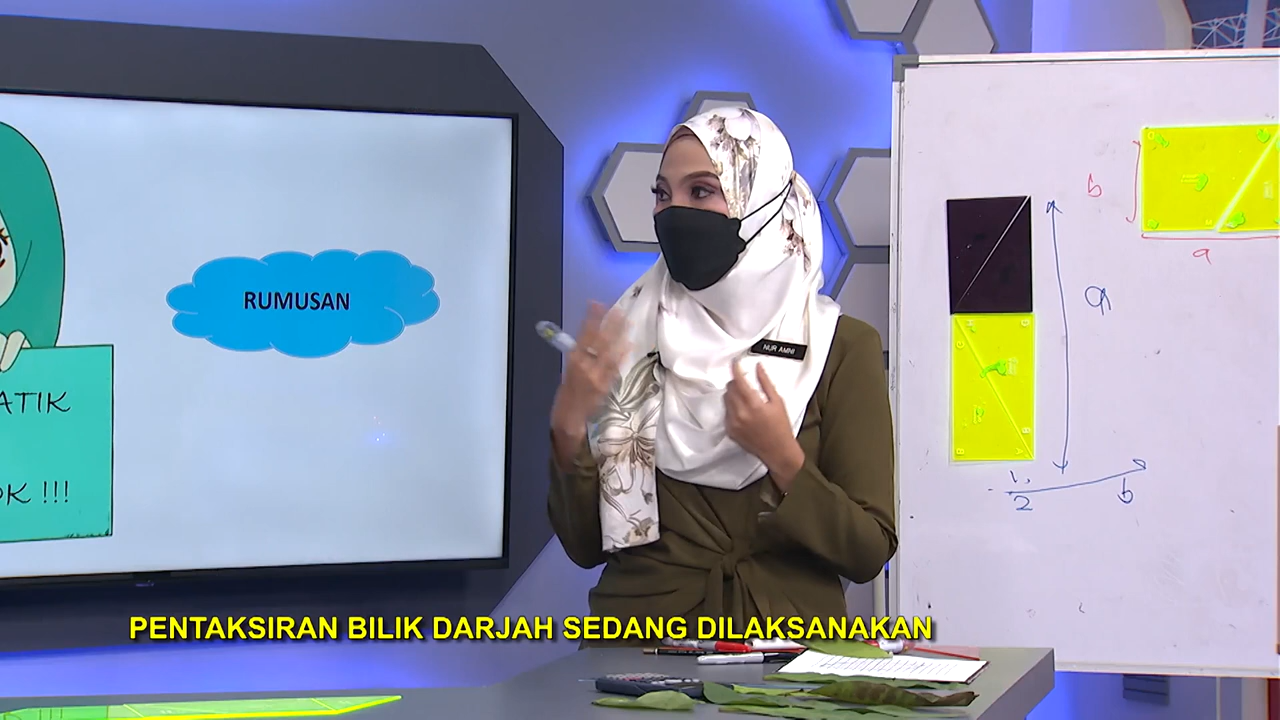 RUMUSAN
ATIK
OK !!!
NUR AMNI
b
a
a
1
2
b
PENTAKSIRAN BILIK DARJAH SEDANG DILAKSANAKAN